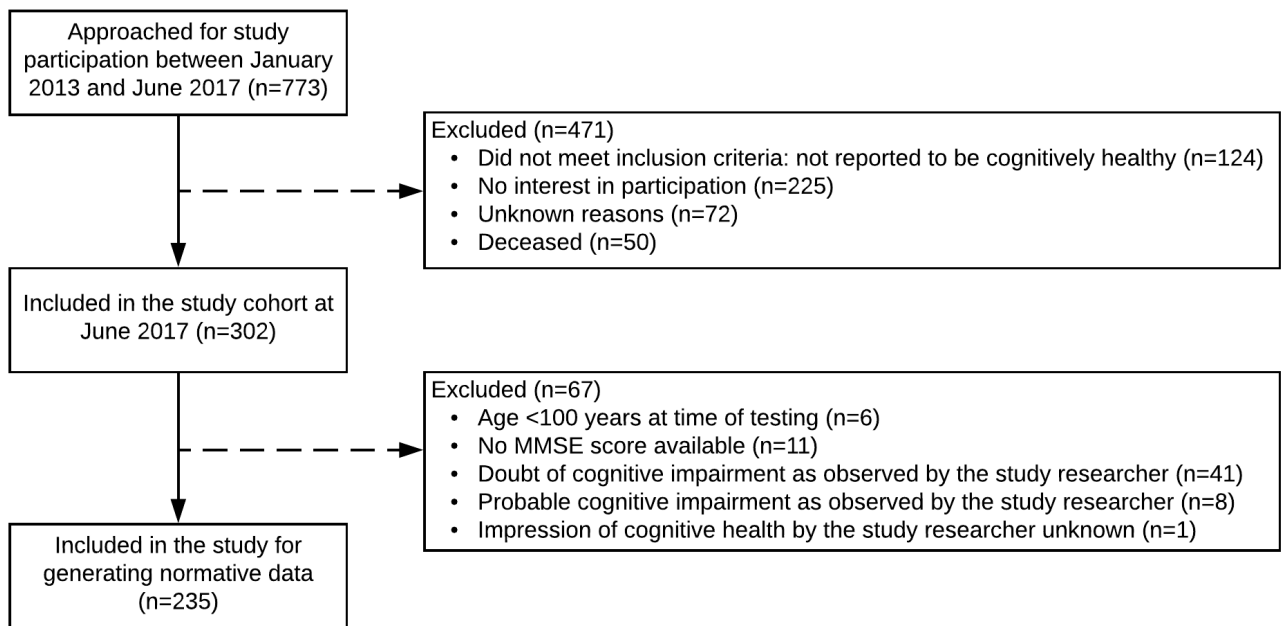 Approached for study
participation between January
2013 and June 2017 (n=773)
Excluded (n=471)
• Did not meet inclusion criteria: not reported to be cognitively healthy (n=124)
• No interest in participation (n=225)
• Unknown reasons (n=72)
• Deceased (n=50)
Included in the study cohort at
June 2017 (n=302)
Excluded (n=67)
• Age <100 years at time of testing (n=6)
• No MMSE score available (n=11)
• Doubt of cognitive impairment as observed by the study researcher (n=41)
• Probable cognitive impairment as observed by the study researcher (n=8)
• Impression of cognitive health by the study researcher unknown (n=1)
Included in the study for
generating normative data
(n=235)